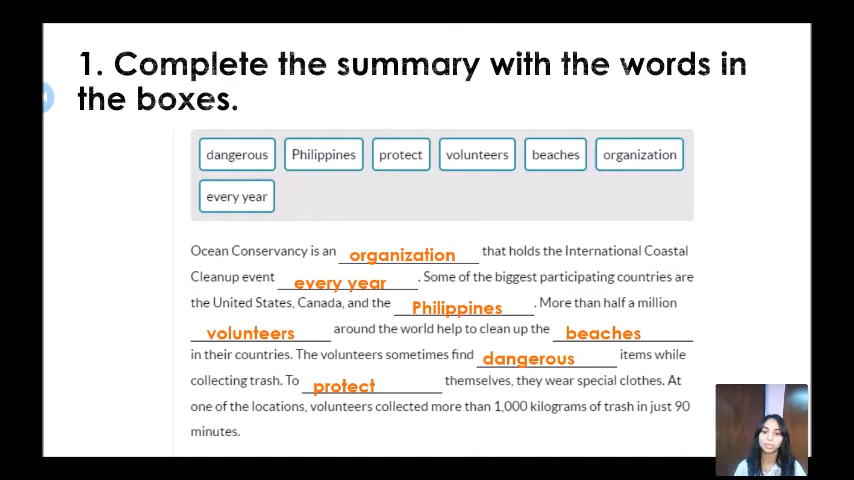 1. Complete the summary with the words in
the boxes.
dangerous Philippines protect volunteers beaches organization
every year
Ocean Conservancy is an organization that holds the International Coastal
Cleanup event every year. Some of the biggest participating countries are
the United States, Canada, and the Philippines. More than half a million
volunteers around the world help to clean up the beaches
in their countries. The volunteers sometimes find dangerous items while
collecting trash. To protect themselves, they wear special clothes. At
one of the locations, volunteers collected more than 1,000 kilograms of trash in just 90
minutes.